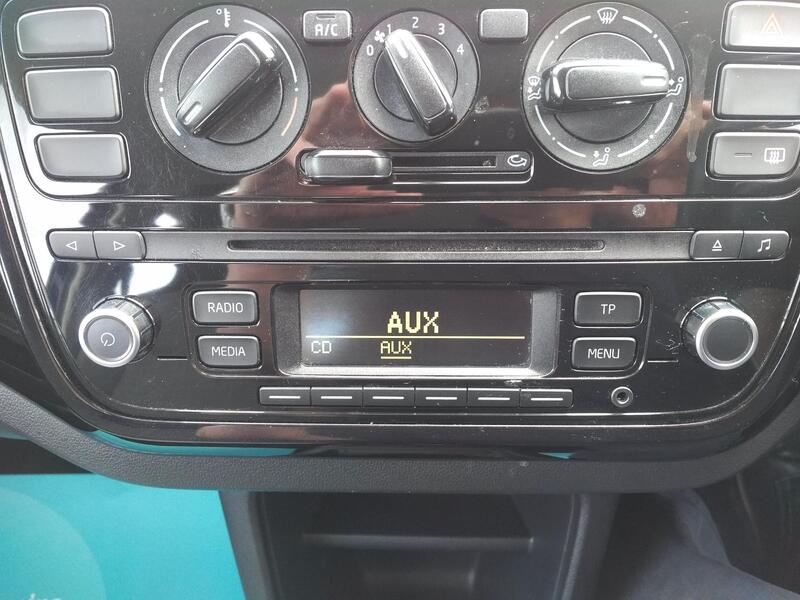 A/C
0 1 2 3 4
RADIO
AUX
TP
MEDIA
CD AUX
MENU